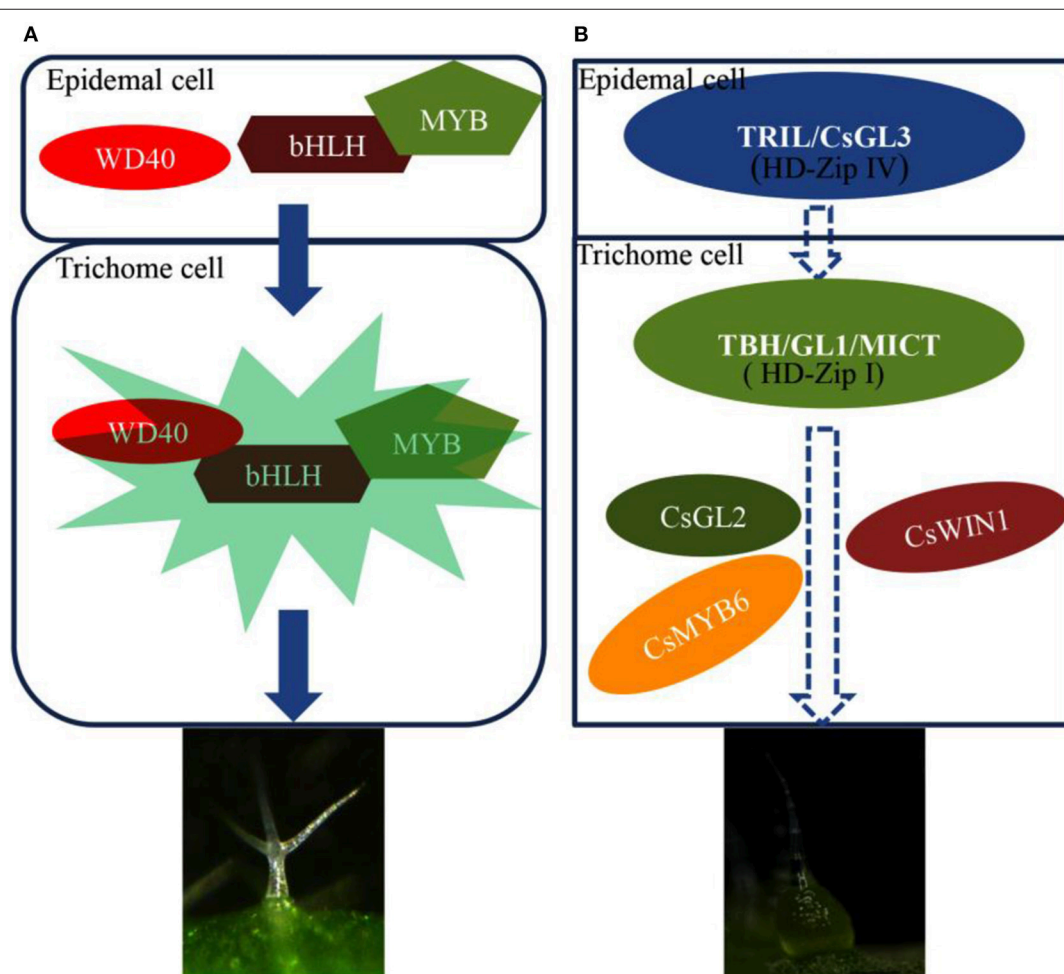 A
Epidemal cell
WD40
bHLH
MYB
Trichome cell
WD40
bHLH
MYB
B
Epidemal cell
TRIL/CsGL3
(HD-Zip IV)
Trichome cell
TBH/GL1/MICT
( HD-Zip I)
CsGL2
CsWIN1
CsMYB6